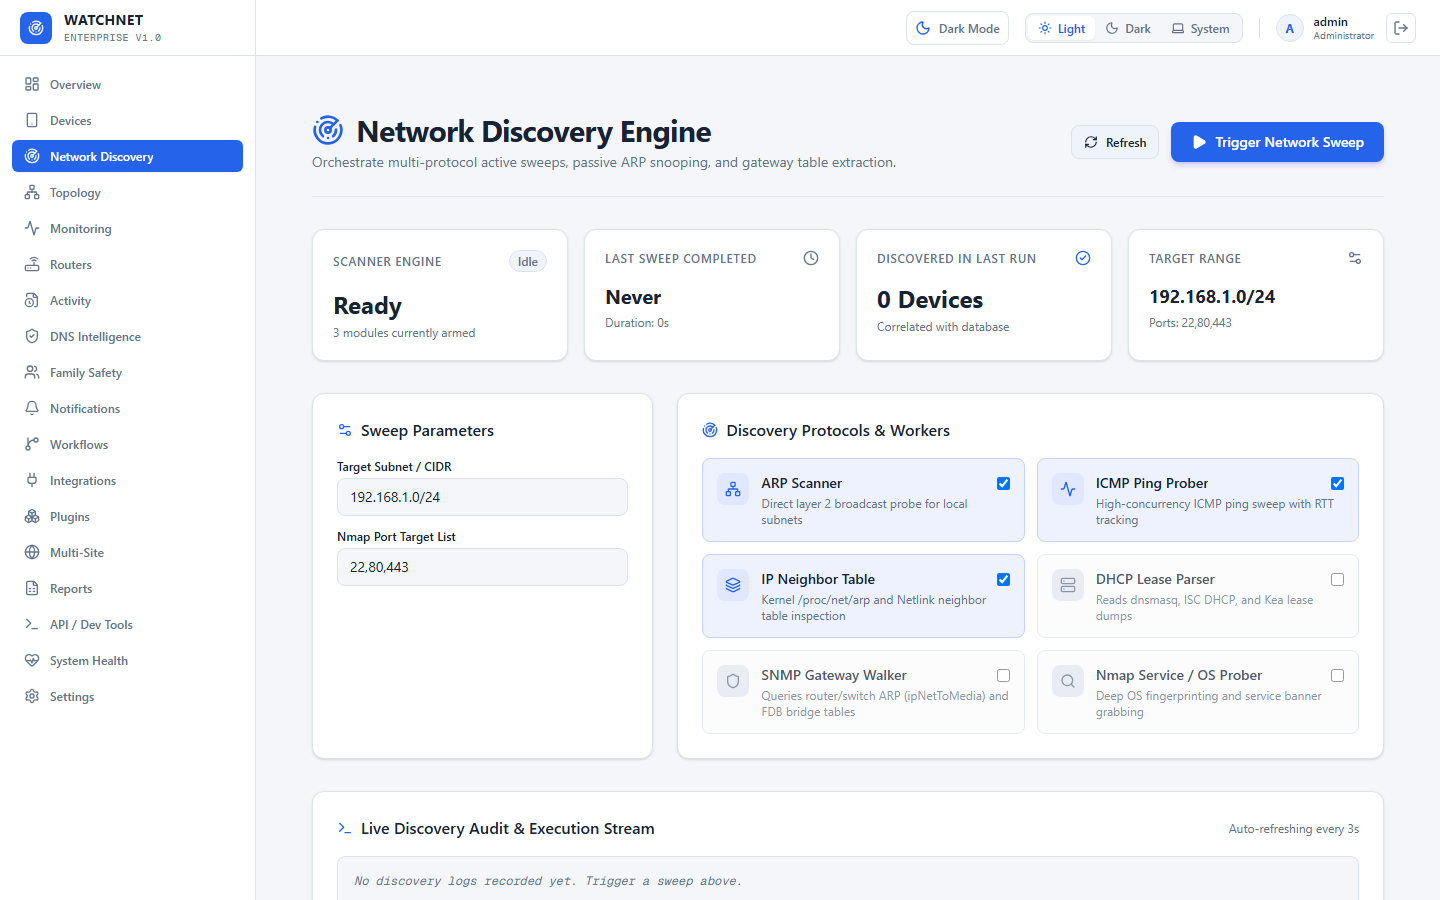 WATCHNET
ENTERPRISE V1.0
Dark Mode
Light
Dark
System
A
admin
Administrator
Overview
Devices
Network Discovery
Topology
Monitoring
Routers
Activity
DNS Intelligence
Family Safety
Notifications
Workflows
Integrations
Plugins
Multi-Site
Reports
API / Dev Tools
System Health
Settings
Network Discovery Engine
Orchestrate multi-protocol active sweeps, passive ARP snooping, and gateway table extraction.
Refresh
Trigger Network Sweep
SCANNER ENGINE
Idle
Ready
3 modules currently armed
LAST SWEEP COMPLETED
Never
Duration: 0s
DISCOVERED IN LAST RUN
0 Devices
Correlated with database
TARGET RANGE
192.168.1.0/24
Ports: 22,80,443
Sweep Parameters
Target Subnet / CIDR
192.168.1.0/24
Nmap Port Target List
22,80,443
Discovery Protocols & Workers
ARP Scanner
Direct layer 2 broadcast probe for local
subnets
ICMP Ping Prober
High-concurrency ICMP ping sweep with RTT
tracking
IP Neighbor Table
Kernel /proc/net/arp and Netlink neighbor
table inspection
DHCP Lease Parser
Reads dnsmasq, ISC DHCP, and Kea lease
dumps
SNMP Gateway Walker
Queries router/switch ARP (ipNetToMedia) and
FDB bridge tables
Nmap Service / OS Prober
Deep OS fingerprinting and service banner
grabbing
Live Discovery Audit & Execution Stream
Auto-refreshing every 3s
No discovery logs recorded yet. Trigger a sweep above.